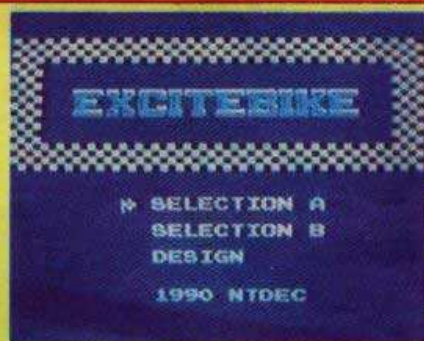 EXCITEBIKE
SELECTION A
SELECTION B
DESIGN
1990 NTDEC